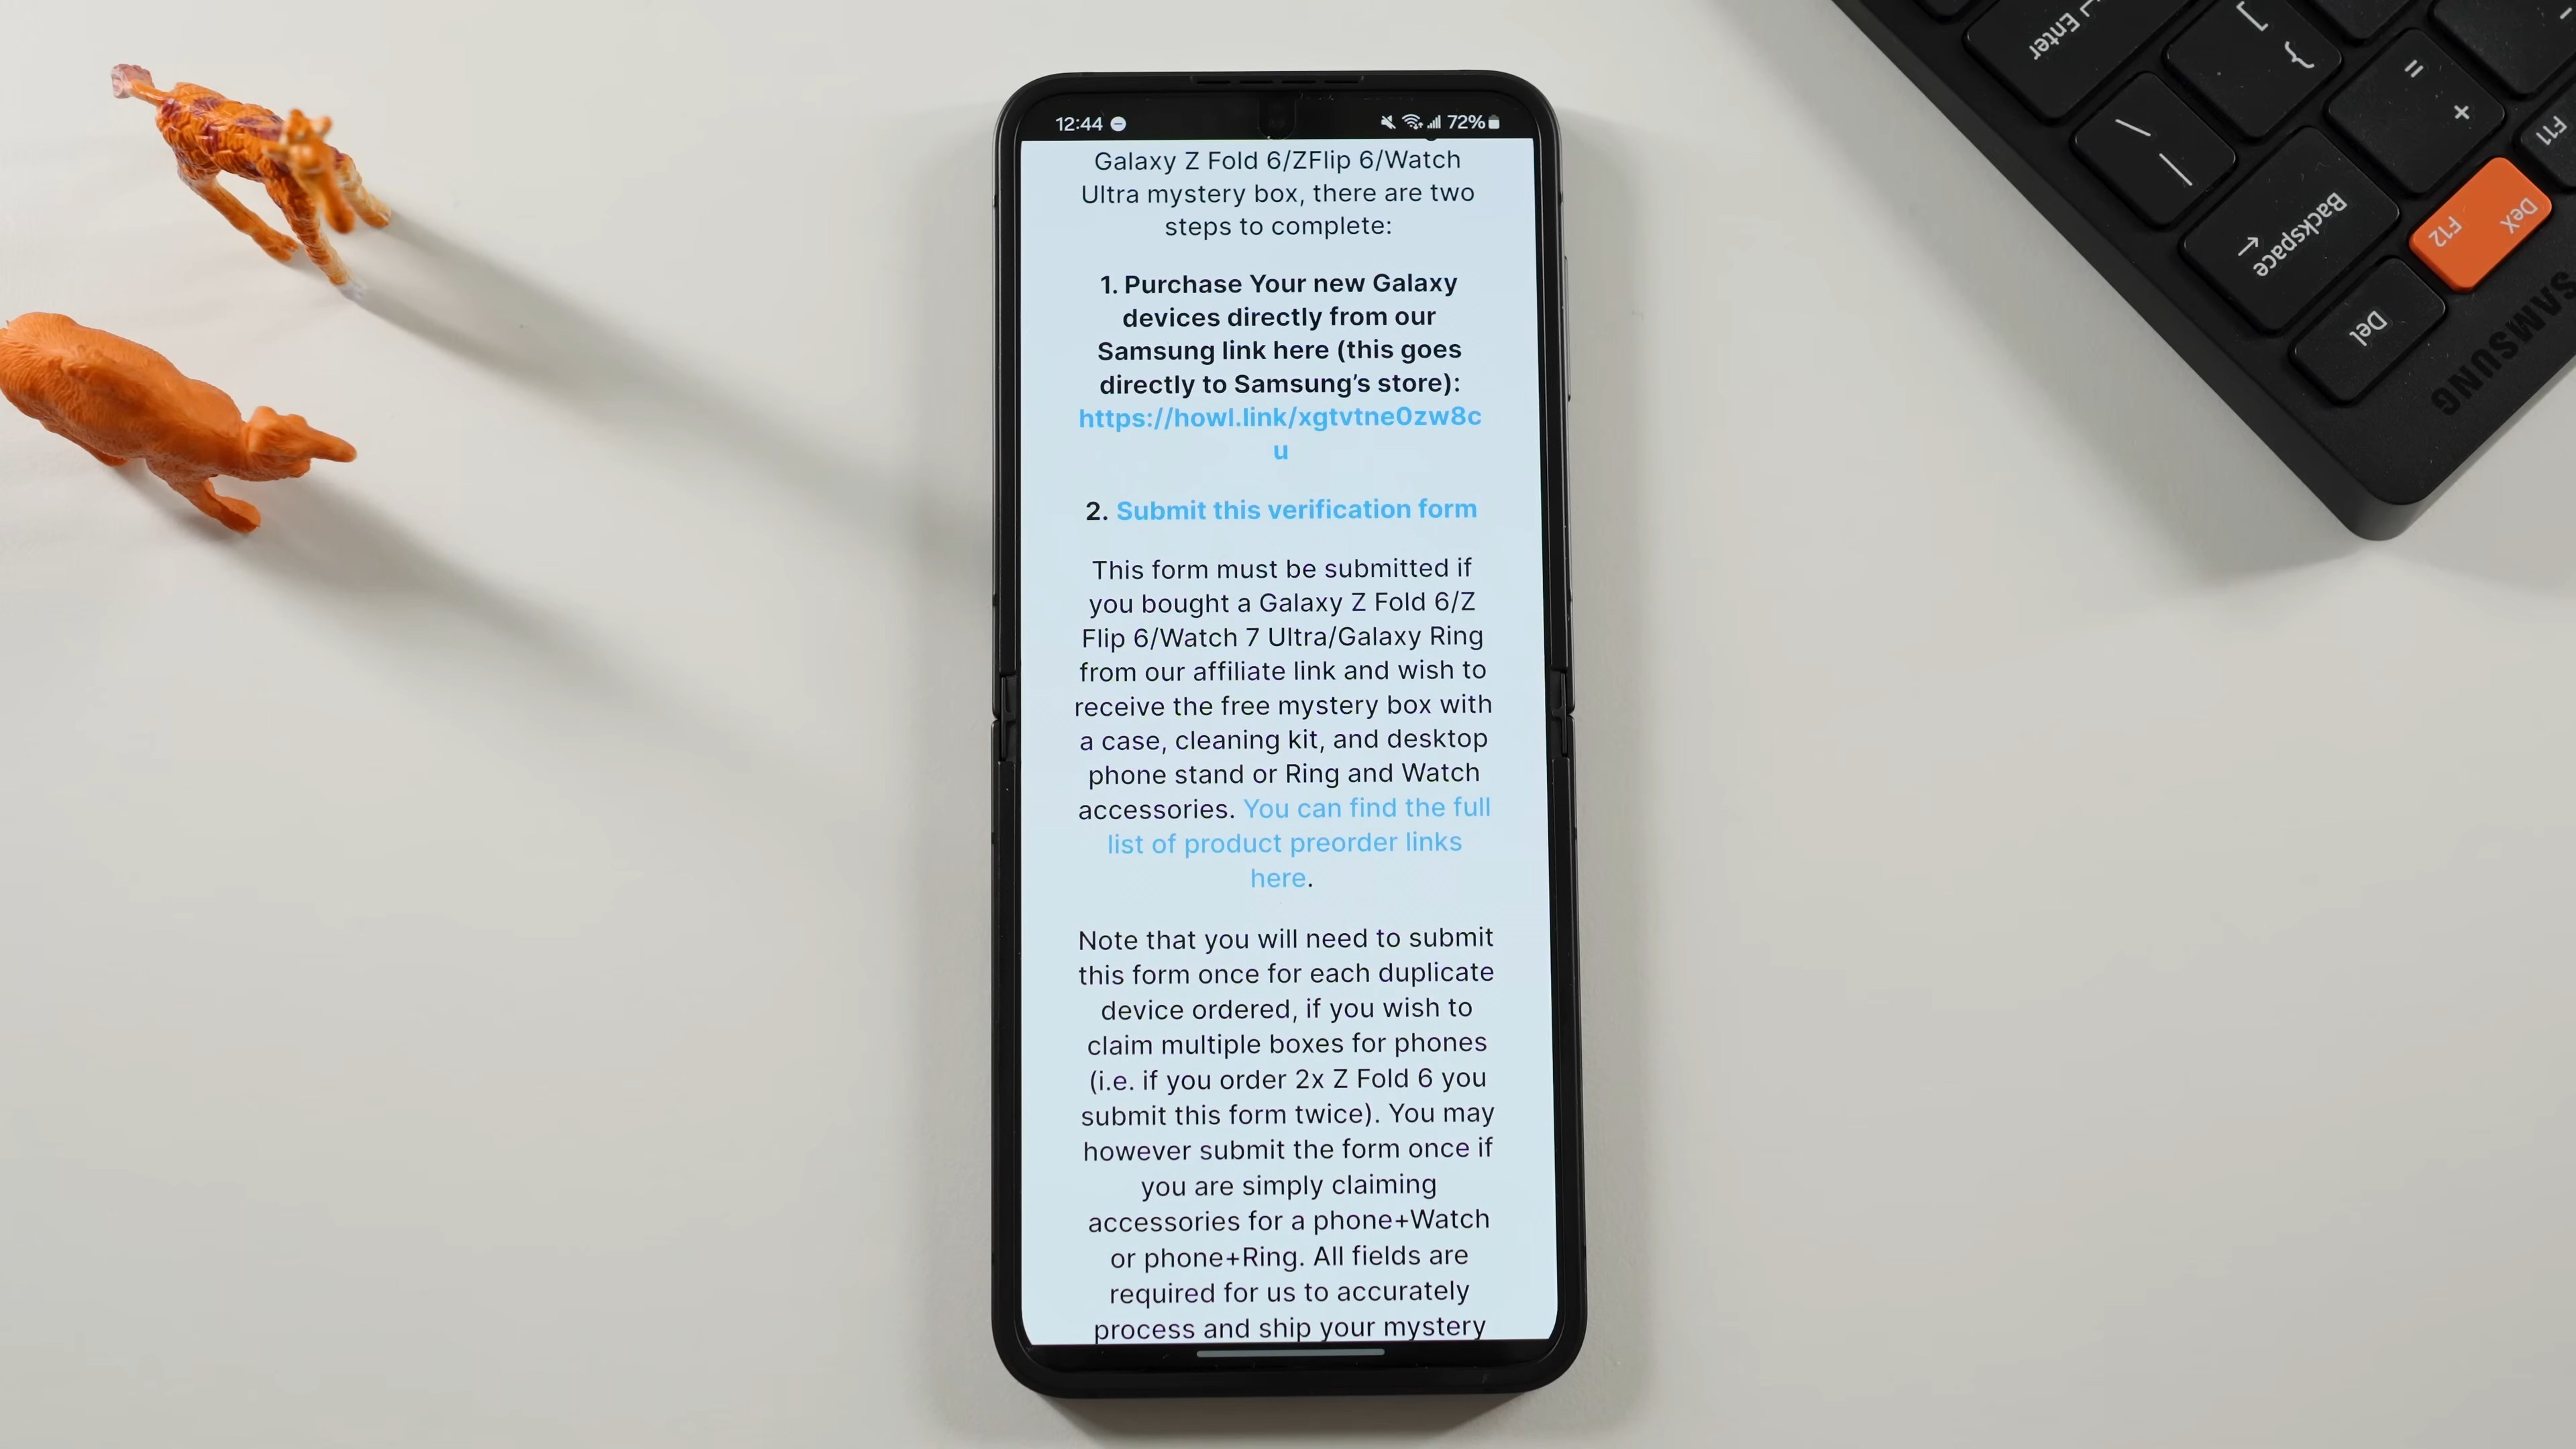 12:44
72%
Galaxy Z Fold 6/ZFlip 6/Watch
Ultra mystery box, there are two
steps to complete:
1. Purchase Your new Galaxy
devices directly from our
Samsung link here (this goes
directly to Samsung's store):
https://howl.link/xgtvtne0zw8c
u
2. Submit this verification form
This form must be submitted if
you bought a Galaxy Z Fold 6/Z
Flip 6/Watch 7 Ultra/Galaxy Ring
from our affiliate link and wish to
receive the free mystery box with
a case, cleaning kit, and desktop
phone stand or Ring and Watch
accessories. You can find the full
list of product preorder links
here.
Note that you will need to submit
this form once for each duplicate
device ordered, if you wish to
claim multiple boxes for phones
(i.e. if you order 2x Z Fold 6 you
submit this form twice). You may
however submit the form once if
you are simply claiming
accessories for a phone+Watch
or phone+Ring. All fields are
required for us to accurately
process and ship your mystery
Enter
] }
\ |
= +
Backspace
←
F11
DeX
F12
Del
SAMSUNG